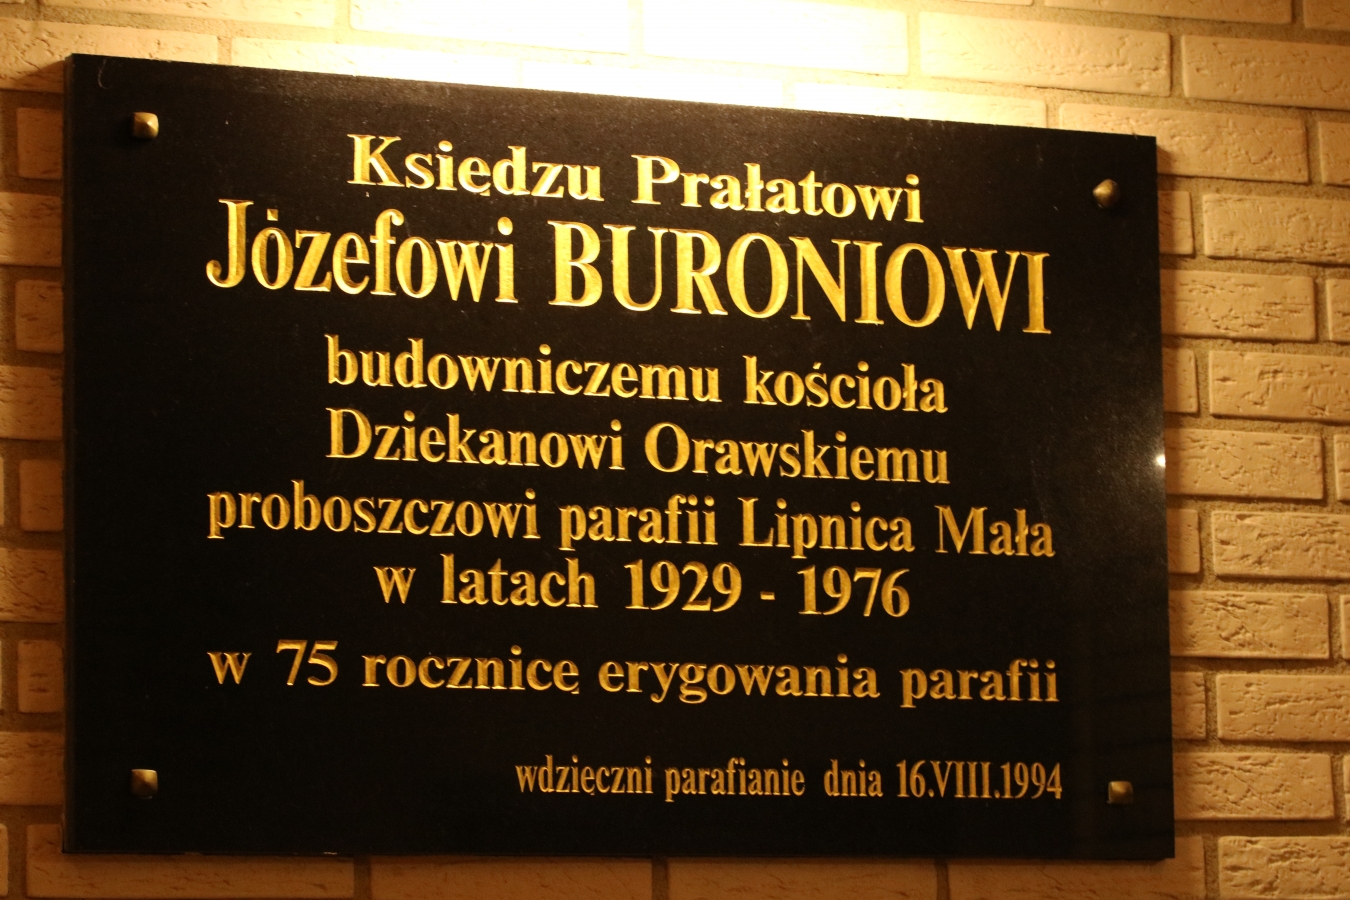 Księdzu Prałatowi
Józefowi BURONIOWI
budowniczemu kościoła
Dziekanowi Orawskiemu
proboszczowi parafii Lipnica Mała
w latach 1929 - 1976
w 75 rocznicę erygowania parafii
wdzięczni parafianie dnia 16.VIII.1994